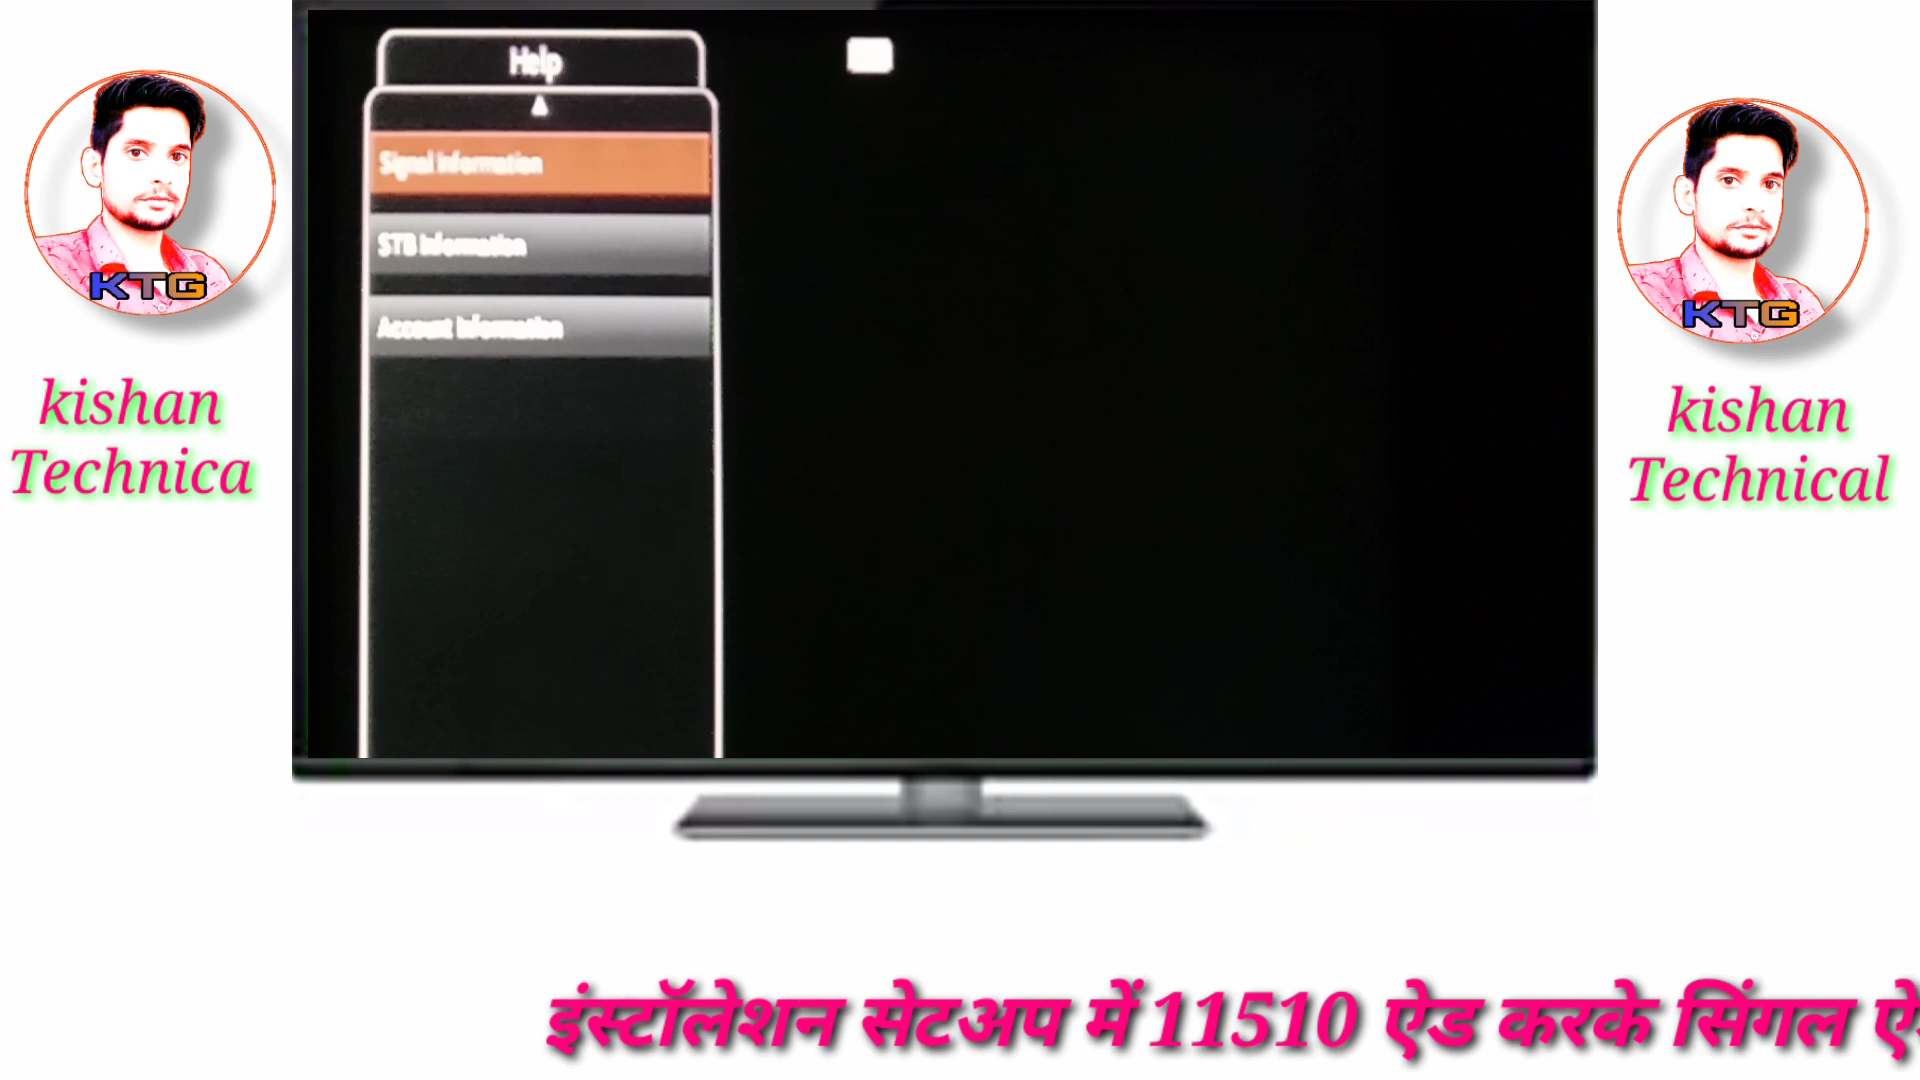 Help
Signal Information
STB Information
Account Information
KTG
kishan
Technica
KTG
kishan
Technical
इंस्टॉलेशन सेटअप में 11510 ऐड करके सिंगल